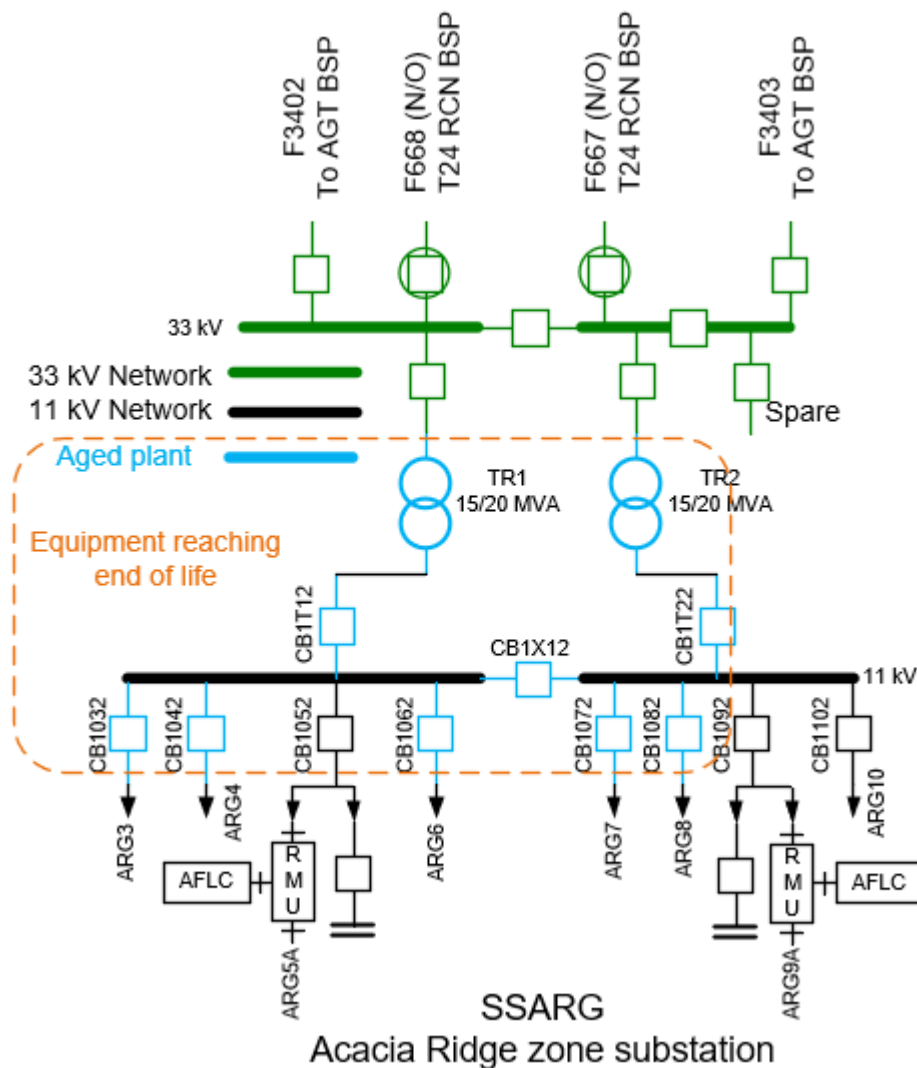 F3402
To AGT BSP
F668 (N/O)
T24 RCN BSP
F667 (N/O)
T24 RCN BSP
F3403
To AGT BSP
33 kV
33 kV Network
11 kV Network
Spare
Aged plant
TR1
15/20 MVA
TR2
15/20 MVA
Equipment reaching
end of life
CB1T12
CB1T22
CB1X12
11 kV
CB1032
CB1042
CB1052
CB1062
CB1072
CB1082
CB1092
CB1102
ARG3
ARG4
ARG6
ARG7
ARG8
ARG10
AFLC
RMU
RMU
AFLC
ARG5A
ARG9A
SSARG
Acacia Ridge zone substation